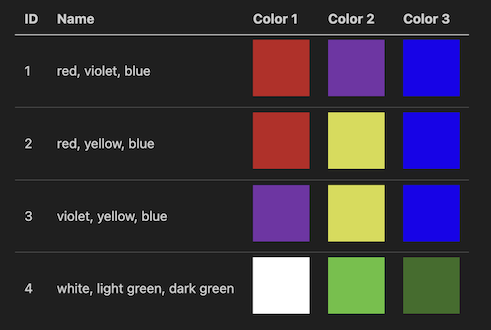 ID Name Color 1 Color 2 Color 3
1 red, violet, blue
2 red, yellow, blue
3 violet, yellow, blue
4 white, light green, dark green